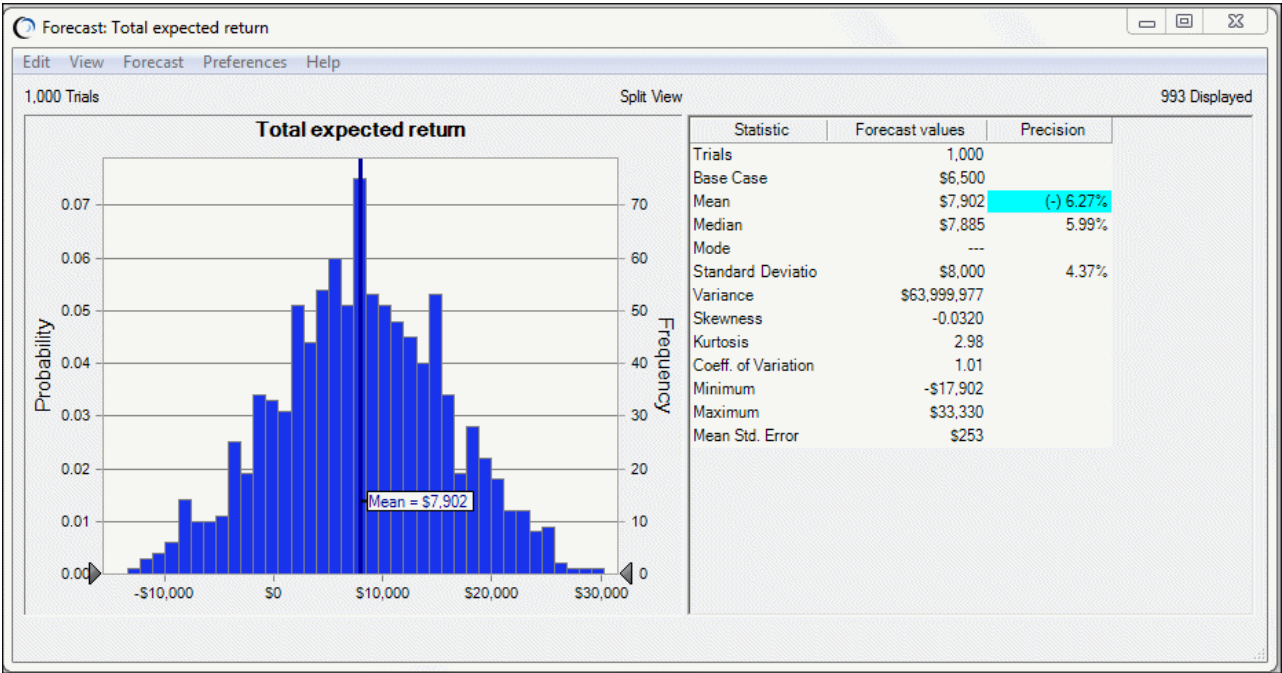 Forecast: Total expected return
Edit View Forecast Preferences Help
1,000 Trials Split View 993 Displayed
Total expected return
Probability
0.07
0.06
0.05
0.04
0.03
0.02
0.01
0.00
Mean = $7,902
70
60
50
40
30
20
10
0
Frequency
-$10,000 $0 $10,000 $20,000 $30,000
Statistic Forecast values Precision
Trials 1,000
Base Case $6,500
Mean $7,902 (-) 6.27%
Median $7,885 5.99%
Mode ---
Standard Deviatio $8,000 4.37%
Variance $63,999,977
Skewness -0.0320
Kurtosis 2.98
Coeff. of Variation 1.01
Minimum -$17,902
Maximum $33,330
Mean Std. Error $253